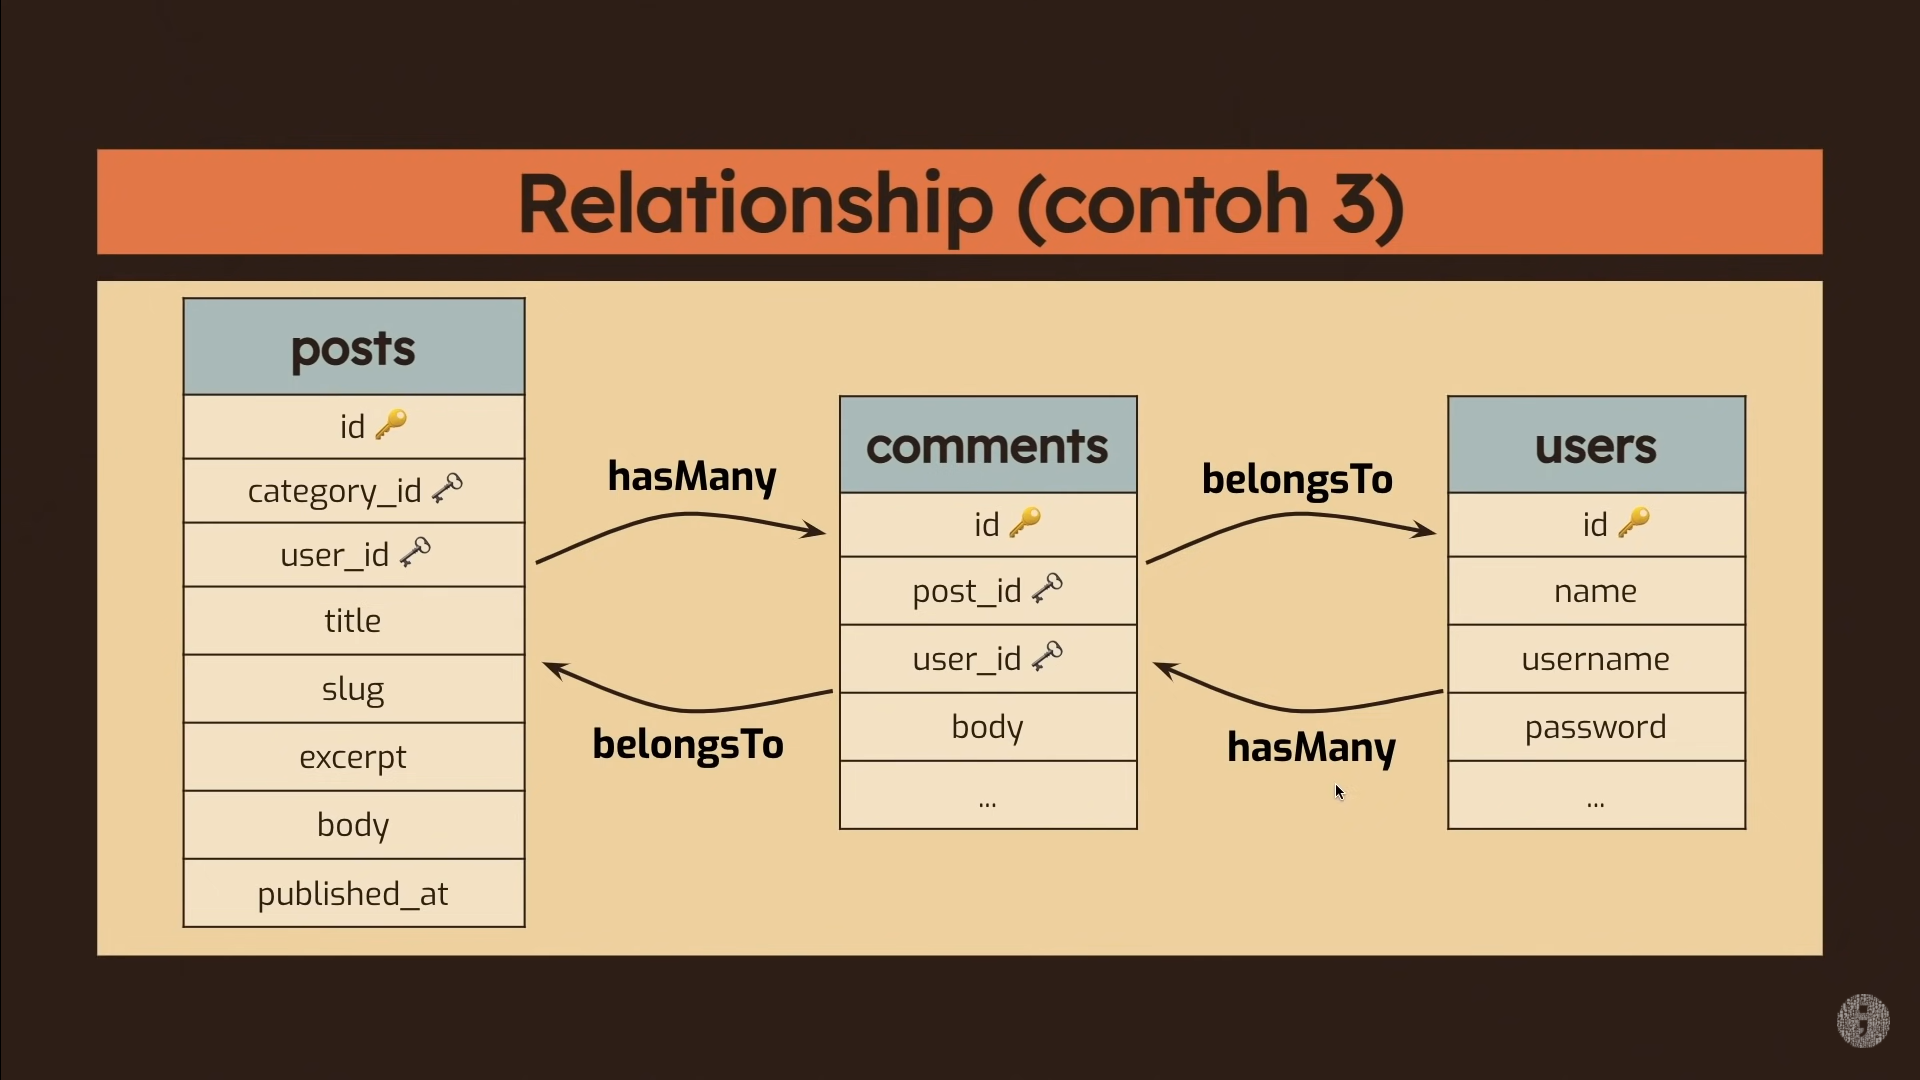 Relationship (contoh 3)
posts
id
category_id
user_id
title
slug
excerpt
body
published_at
hasMany
belongsTo
comments
id
post_id
user_id
body
...
belongsTo
hasMany
users
id
name
username
password
...